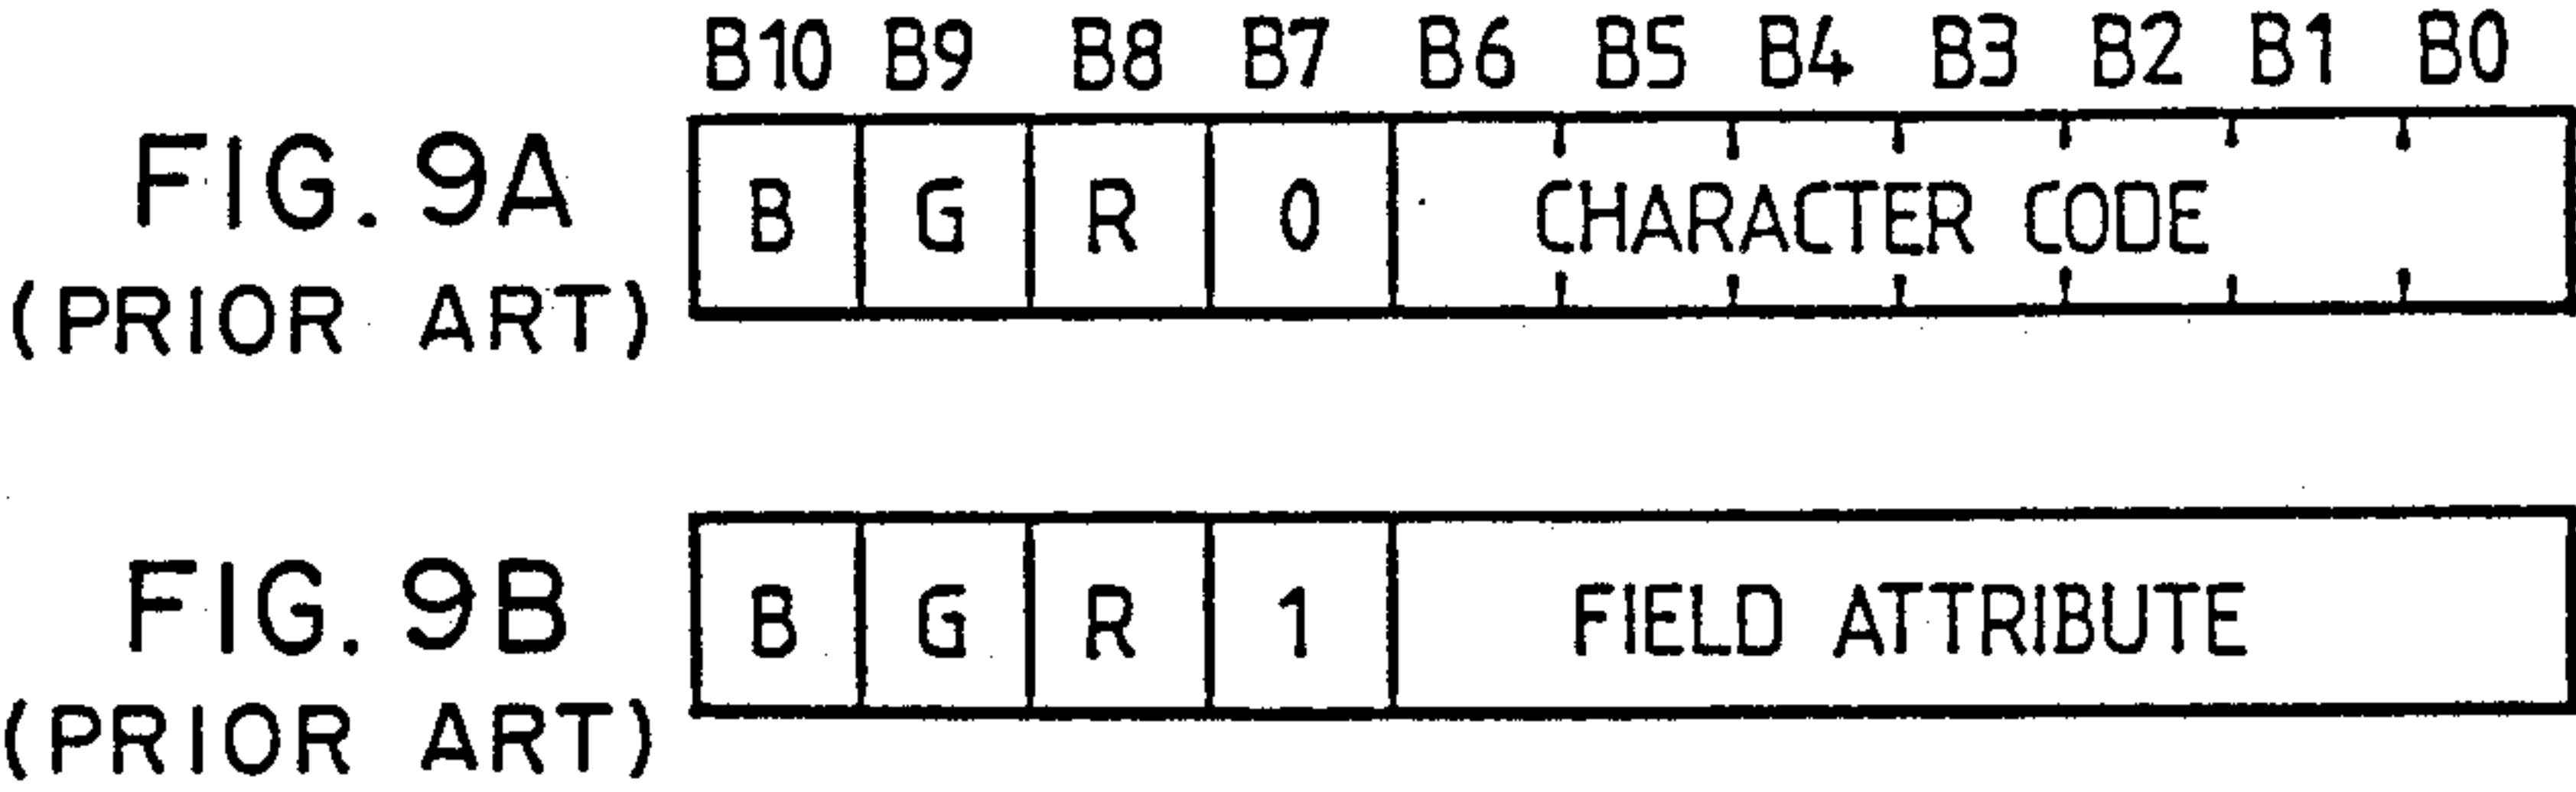 B10 B9 B8 B7 B6 B5 B4 B3 B2 B1 B0
FIG. 9A
B G R 0 CHARACTER CODE
(PRIOR ART)
FIG. 9B
B G R 1 FIELD ATTRIBUTE
(PRIOR ART)